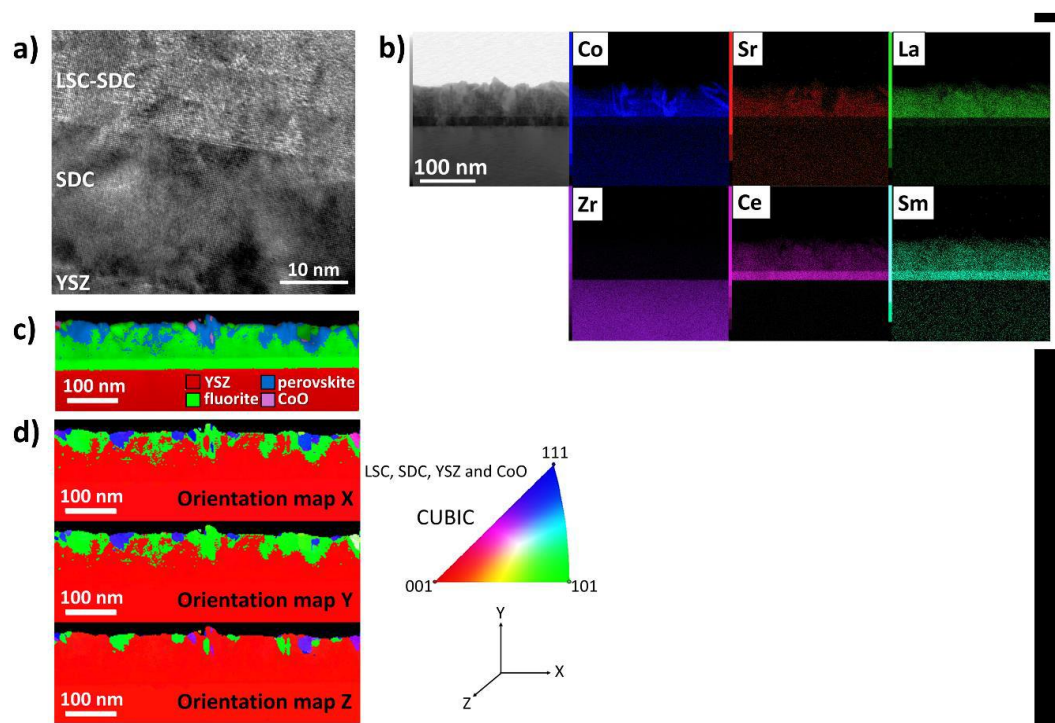 a)
LSC-SDC
SDC
YSZ
10 nm
b)
100 nm
Co
Sr
La
Zr
Ce
Sm
c)
100 nm
YSZ
perovskite
fluorite
CoO
d)
100 nm
Orientation map X
100 nm
Orientation map Y
100 nm
Orientation map Z
111
LSC, SDC, YSZ and CoO
CUBIC
001
101
Y
X
Z